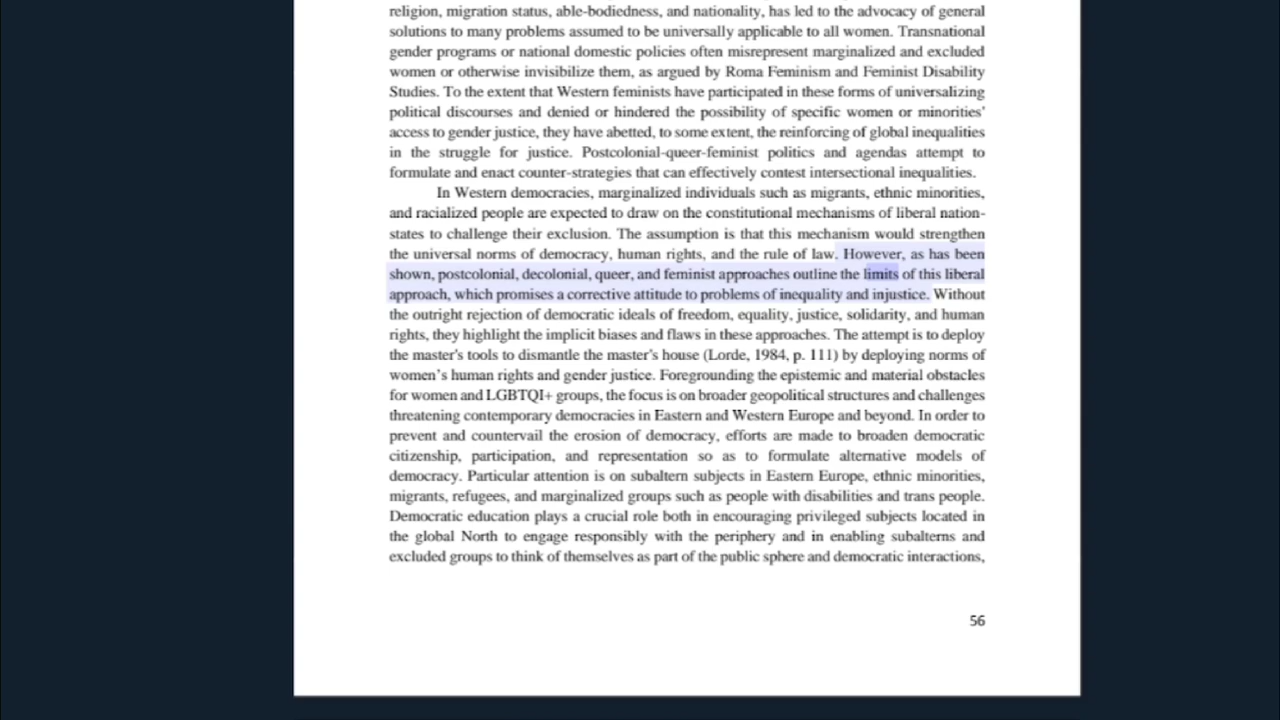 religion, migration status, able-bodiedness, and nationality, has led to the advocacy of general
solutions to many problems assumed to be universally applicable to all women. Transnational
gender programs or national domestic policies often misrepresent marginalized and excluded
women or otherwise invisibilize them, as argued by Roma Feminism and Feminist Disability
Studies. To the extent that Western feminists have participated in these forms of universalizing
political discourses and denied or hindered the possibility of specific women or minorities'
access to gender justice, they have abetted, to some extent, the reinforcing of global inequalities
in the struggle for justice. Postcolonial-queer-feminist politics and agendas attempt to
formulate and enact counter-strategies that can effectively contest intersectional inequalities.
In Western democracies, marginalized individuals such as migrants, ethnic minorities,
and racialized people are expected to draw on the constitutional mechanisms of liberal nation-
states to challenge their exclusion. The assumption is that this mechanism would strengthen
the universal norms of democracy, human rights, and the rule of law. However, as has been
shown, postcolonial, decolonial, queer, and feminist approaches outline the limits of this liberal
approach, which promises a corrective attitude to problems of inequality and injustice. Without
the outright rejection of democratic ideals of freedom, equality, justice, solidarity, and human
rights, they highlight the implicit biases and flaws in these approaches. The attempt is to deploy
the master's tools to dismantle the master's house (Lorde, 1984, p. 111) by deploying norms of
women's human rights and gender justice. Foregrounding the epistemic and material obstacles
for women and LGBTQI+ groups, the focus is on broader geopolitical structures and challenges
threatening contemporary democracies in Eastern and Western Europe and beyond. In order to
prevent and countervail the erosion of democracy, efforts are made to broaden democratic
citizenship, participation, and representation so as to formulate alternative models of
democracy. Particular attention is on subaltern subjects in Eastern Europe, ethnic minorities,
migrants, refugees, and marginalized groups such as people with disabilities and trans people.
Democratic education plays a crucial role both in encouraging privileged subjects located in
the global North to engage responsibly with the periphery and in enabling subalterns and
excluded groups to think of themselves as part of the public sphere and democratic interactions,
56